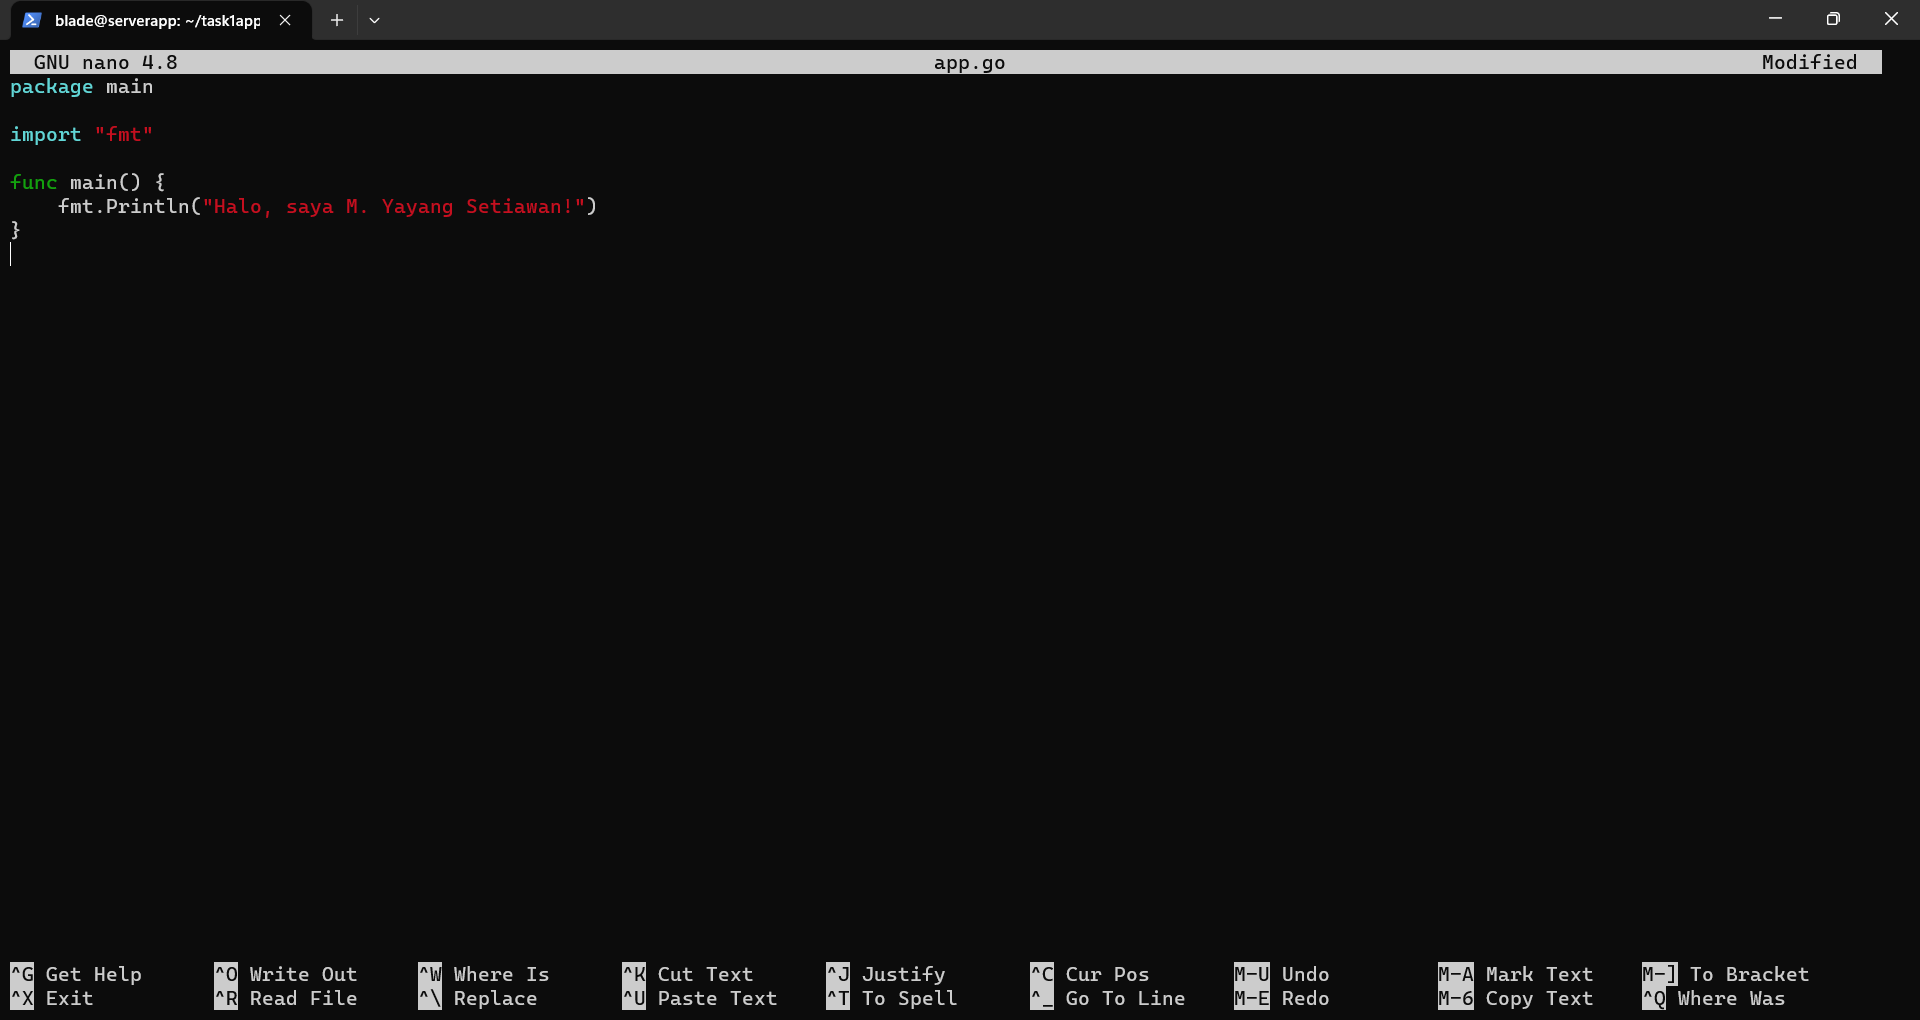 blade@serverapp: ~/task1app
GNU nano 4.8 app.go Modified
package main
import "fmt"
func main() {
    fmt.Println("Halo, saya M. Yayang Setiawan!")
}
^G Get Help ^O Write Out ^W Where Is ^K Cut Text ^J Justify ^C Cur Pos M-U Undo M-A Mark Text M-] To Bracket
^X Exit ^R Read File ^\ Replace ^U Paste Text ^T To Spell ^_ Go To Line M-E Redo M-6 Copy Text ^Q Where Was